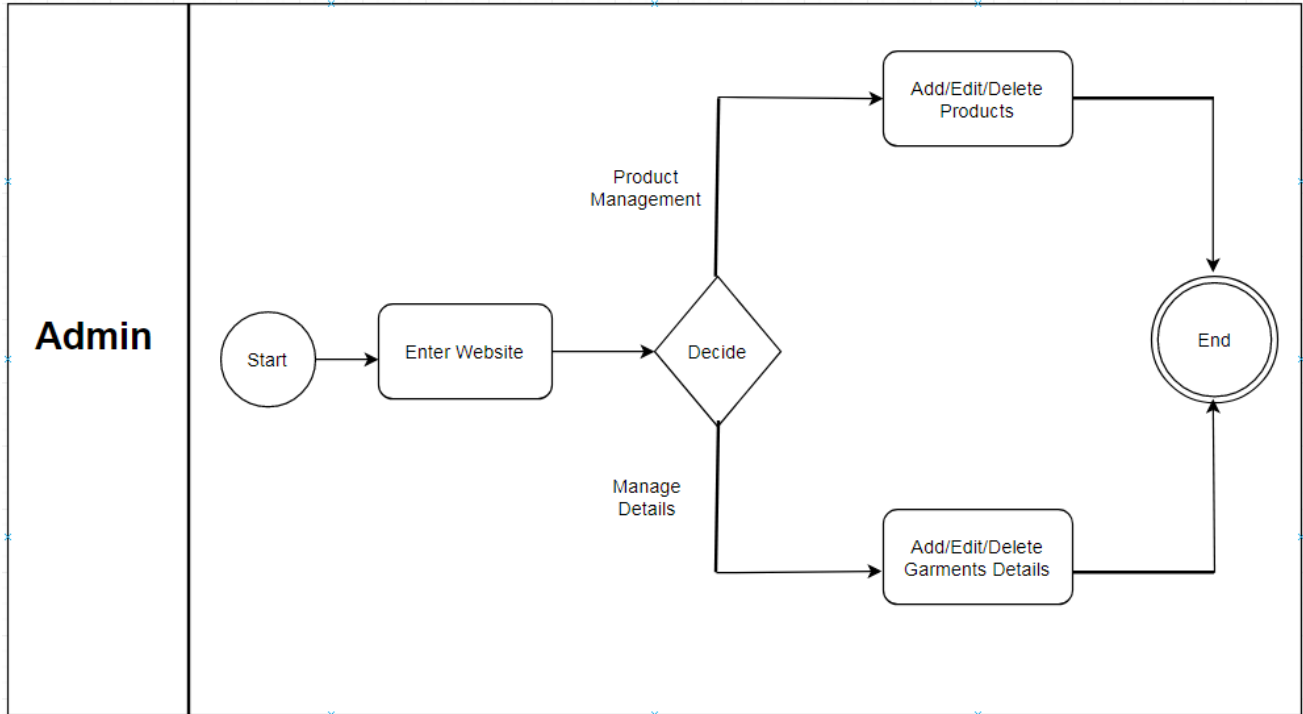 Admin
Start
Enter Website
Decide
Product
Management
Add/Edit/Delete
Products
Manage
Details
Add/Edit/Delete
Garments Details
End